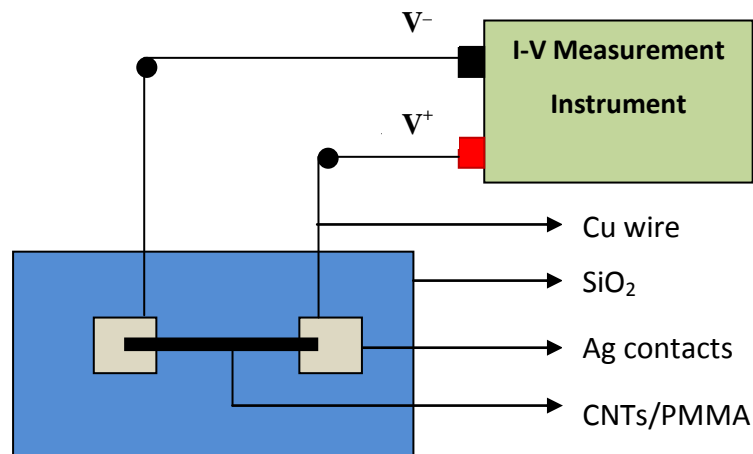 V⁻
I-V Measurement
Instrument
V⁺
Cu wire
SiO₂
Ag contacts
CNTs/PMMA